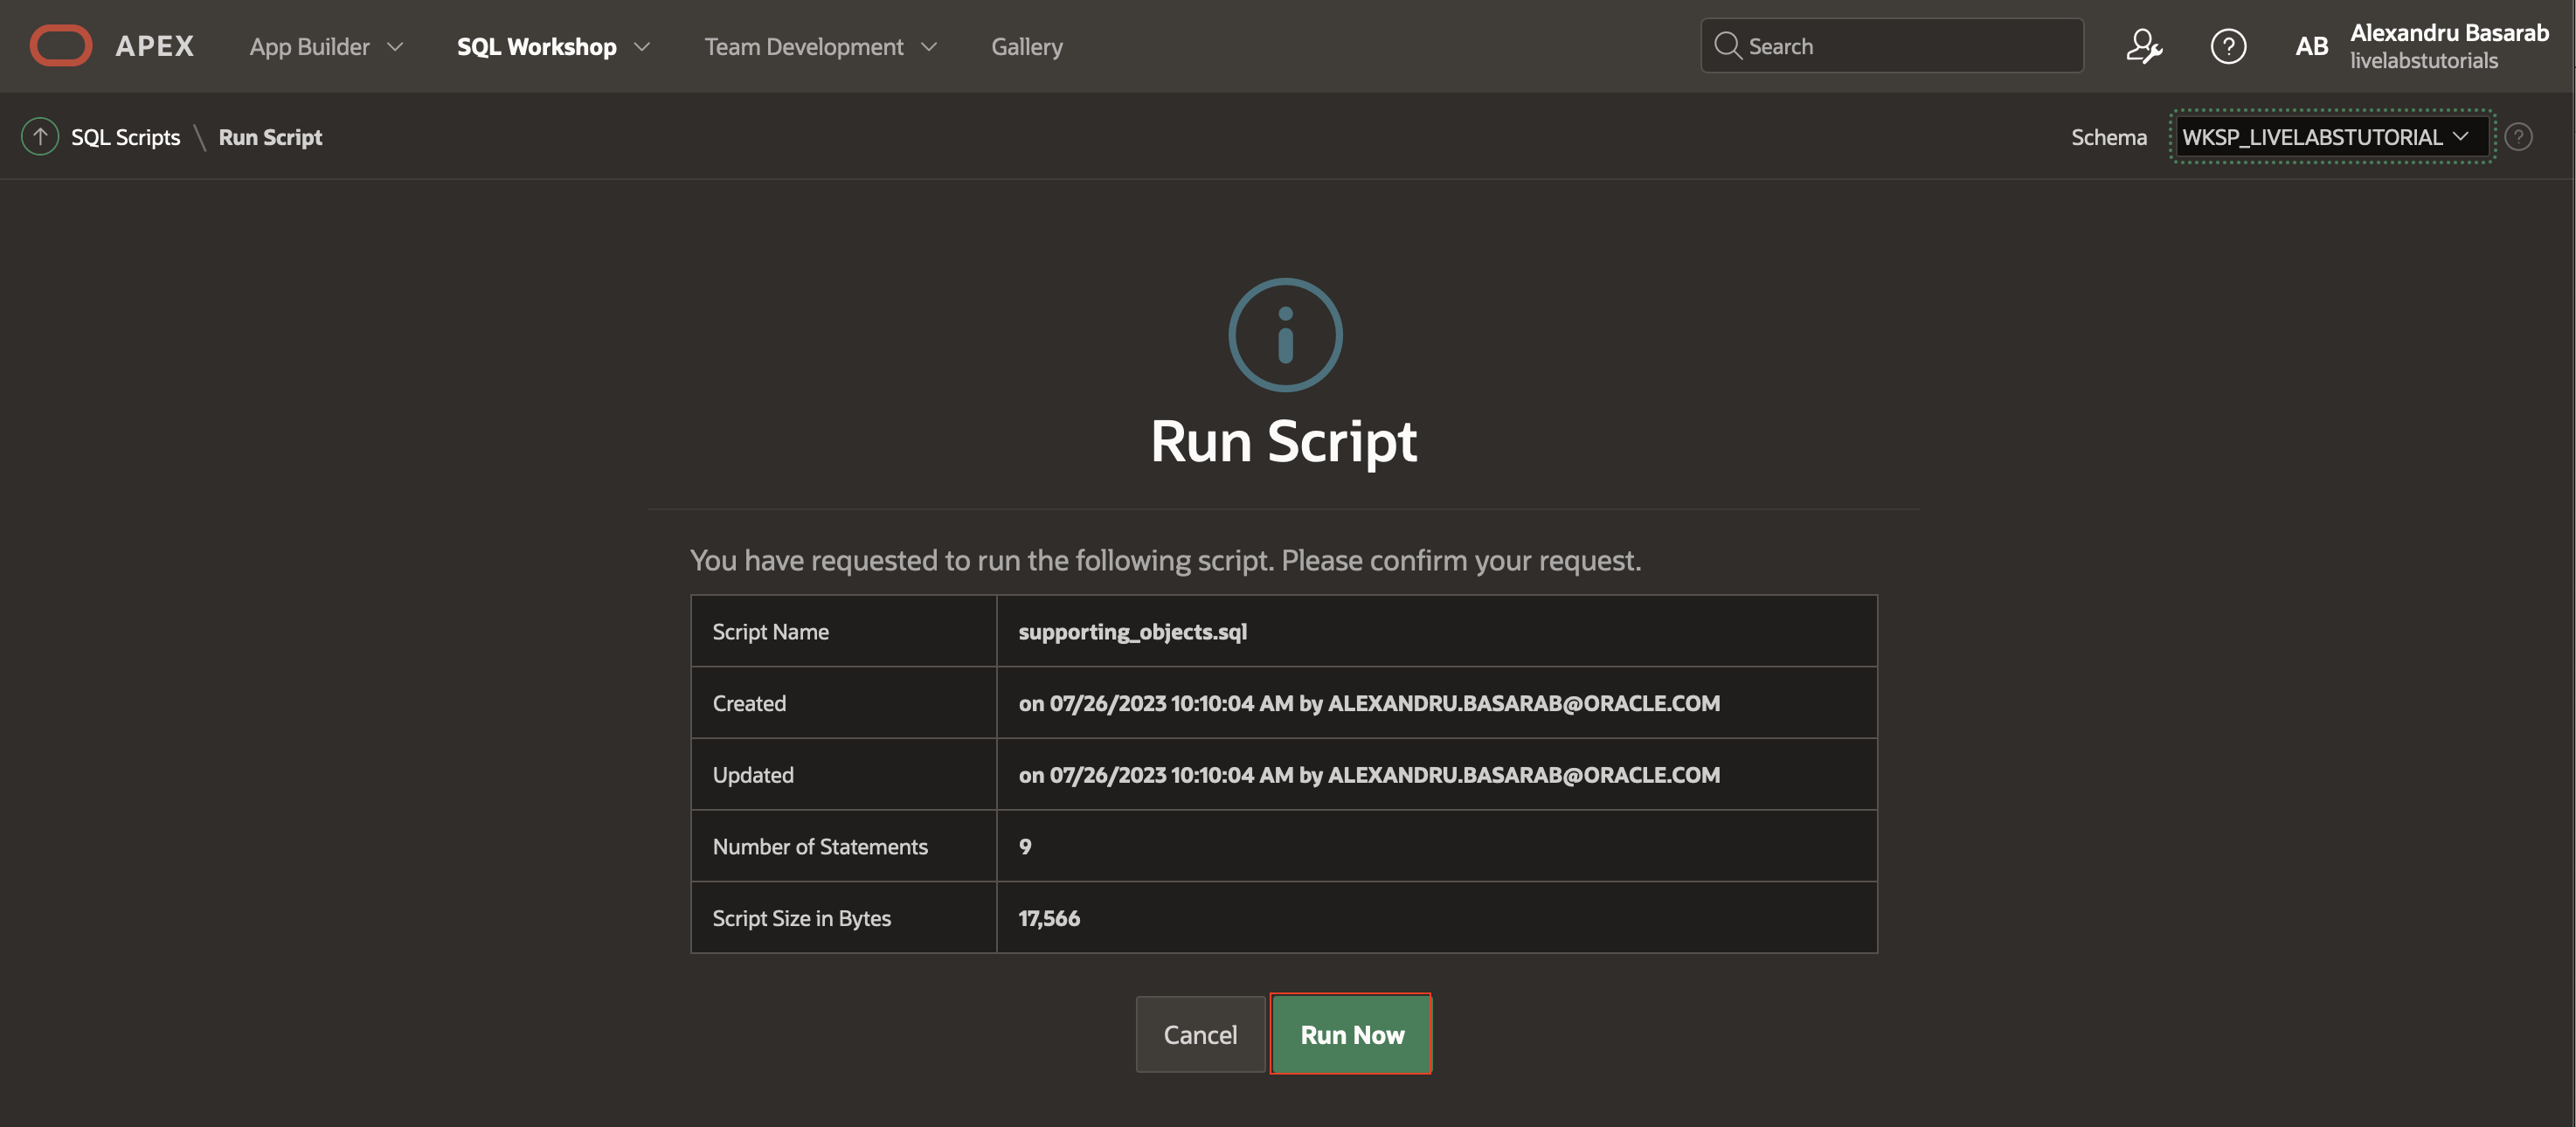 APEX App Builder SQL Workshop Team Development Gallery Search ? AB Alexandru Basarab
livelabstutorials
SQL Scripts \ Run Script Schema WKSP_LIVELABSTUTORIAL ?
Run Script
You have requested to run the following script. Please confirm your request.
Script Name supporting_objects.sql
Created on 07/26/2023 10:10:04 AM by ALEXANDRU.BASARAB@ORACLE.COM
Updated on 07/26/2023 10:10:04 AM by ALEXANDRU.BASARAB@ORACLE.COM
Number of Statements 9
Script Size in Bytes 17,566
Cancel Run Now